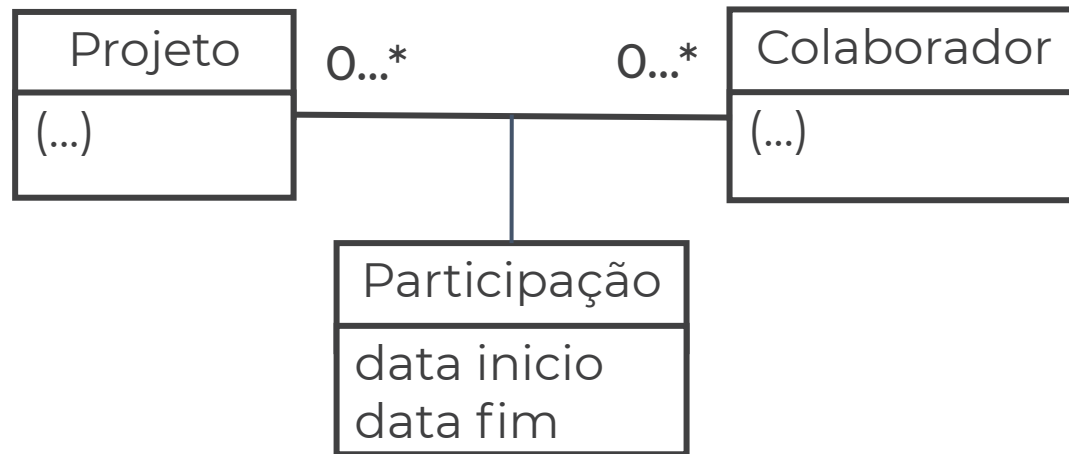 Projeto
0...*
0...*
Colaborador
(...)
(...)
Participação
data inicio
data fim